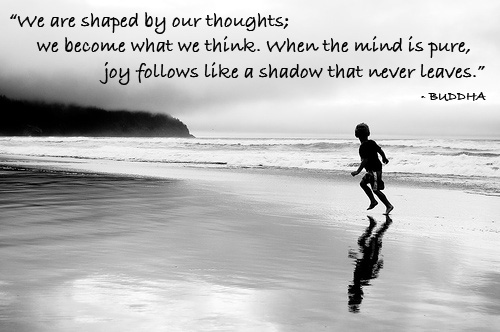 “We are shaped by our thoughts;
we become what we think. When the mind is pure,
joy follows like a shadow that never leaves.”
- BUDDHA